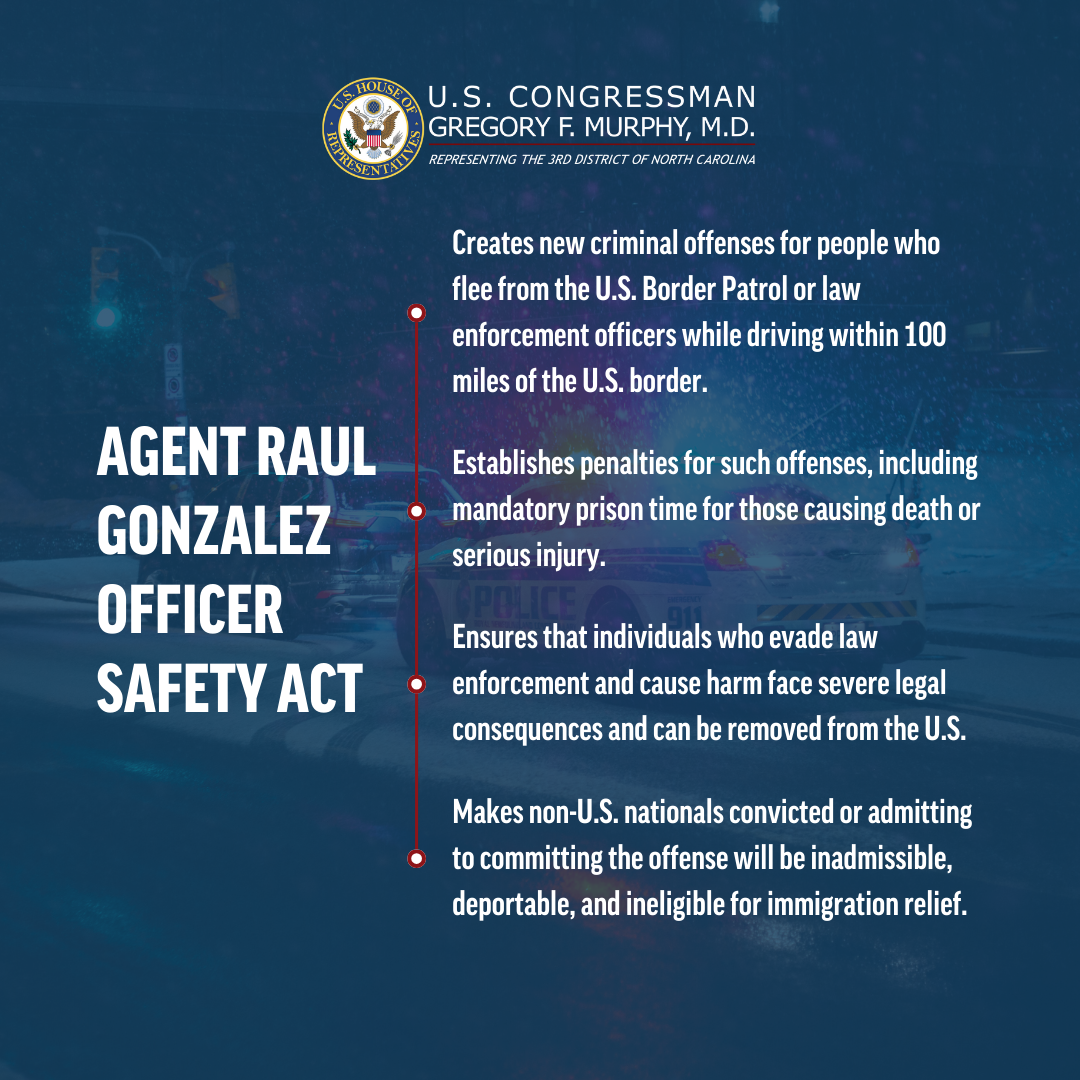 U.S. HOUSE OF REPRESENTATIVES
U.S. CONGRESSMAN
GREGORY F. MURPHY, M.D.
REPRESENTING THE 3RD DISTRICT OF NORTH CAROLINA
AGENT RAUL
GONZALEZ
OFFICER
SAFETY ACT
Creates new criminal offenses for people who
flee from the U.S. Border Patrol or law
enforcement officers while driving within 100
miles of the U.S. border.
Establishes penalties for such offenses, including
mandatory prison time for those causing death or
serious injury.
Ensures that individuals who evade law
enforcement and cause harm face severe legal
consequences and can be removed from the U.S.
Makes non-U.S. nationals convicted or admitting
to committing the offense will be inadmissible,
deportable, and ineligible for immigration relief.
POLICE
911